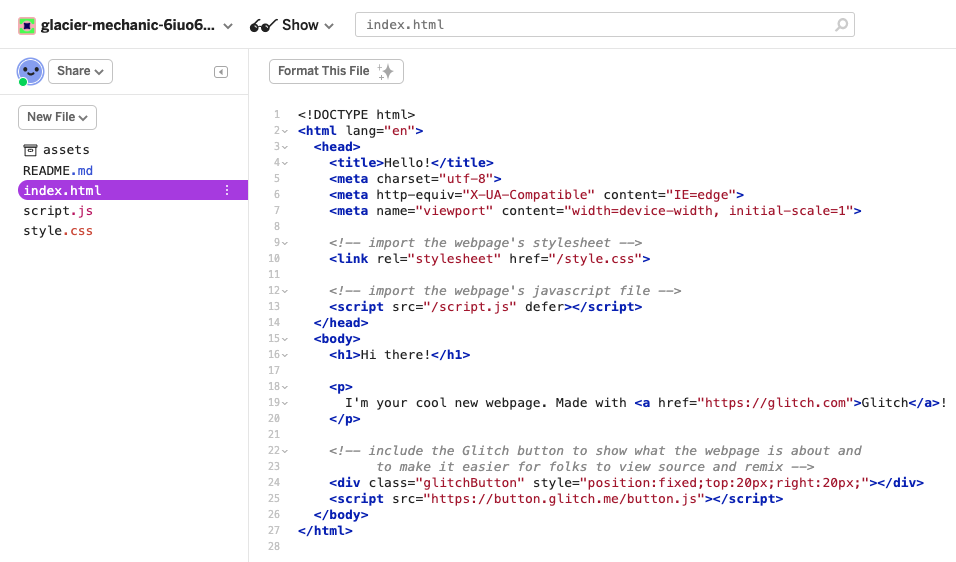 glacier-mechanic-6iuo6... Show index.html
Share
Format This File
New File
assets
README.md
index.html
script.js
style.css
1 <!DOCTYPE html>
2 <html lang="en">
3 <head>
4 <title>Hello!</title>
5 <meta charset="utf-8">
6 <meta http-equiv="X-UA-Compatible" content="IE=edge">
7 <meta name="viewport" content="width=device-width, initial-scale=1">
8
9 <!-- import the webpage's stylesheet -->
10 <link rel="stylesheet" href="/style.css">
11
12 <!-- import the webpage's javascript file -->
13 <script src="/script.js" defer></script>
14 </head>
15 <body>
16 <h1>Hi there!</h1>
17
18 <p>
19 I'm your cool new webpage. Made with <a href="https://glitch.com">Glitch</a>!
20 </p>
21
22 <!-- include the Glitch button to show what the webpage is about and
23 to make it easier for folks to view source and remix -->
24 <div class="glitchButton" style="position:fixed;top:20px;right:20px;"></div>
25 <script src="https://button.glitch.me/button.js"></script>
26 </body>
27 </html>
28